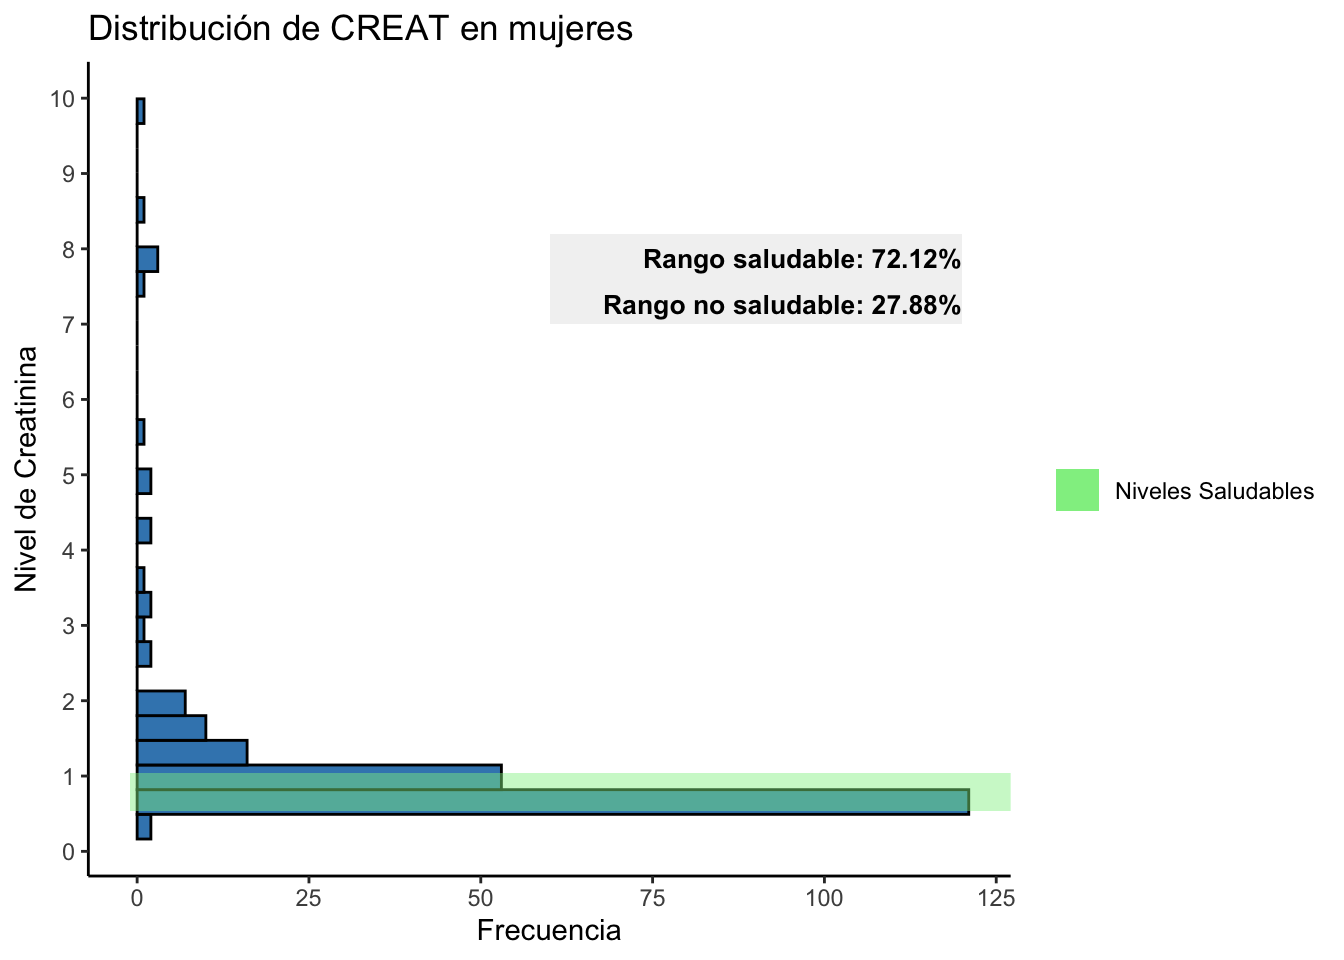 Distribución de CREAT en mujeres
10
9
8
7
6
5
4
3
2
1
0
Nivel de Creatinina
Rango saludable: 72.12%
Rango no saludable: 27.88%
Niveles Saludables
0 25 50 75 100 125
Frecuencia